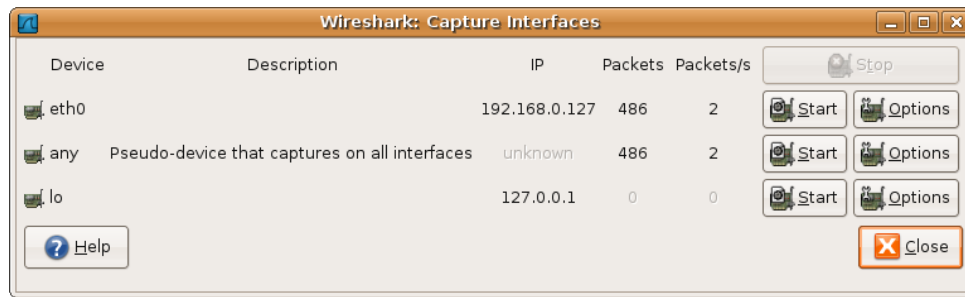 Wireshark: Capture Interfaces
Device Description IP Packets Packets/s Stop
eth0 192.168.0.127 486 2 Start Options
any Pseudo-device that captures on all interfaces unknown 486 2 Start Options
lo 127.0.0.1 0 0 Start Options
Help Close